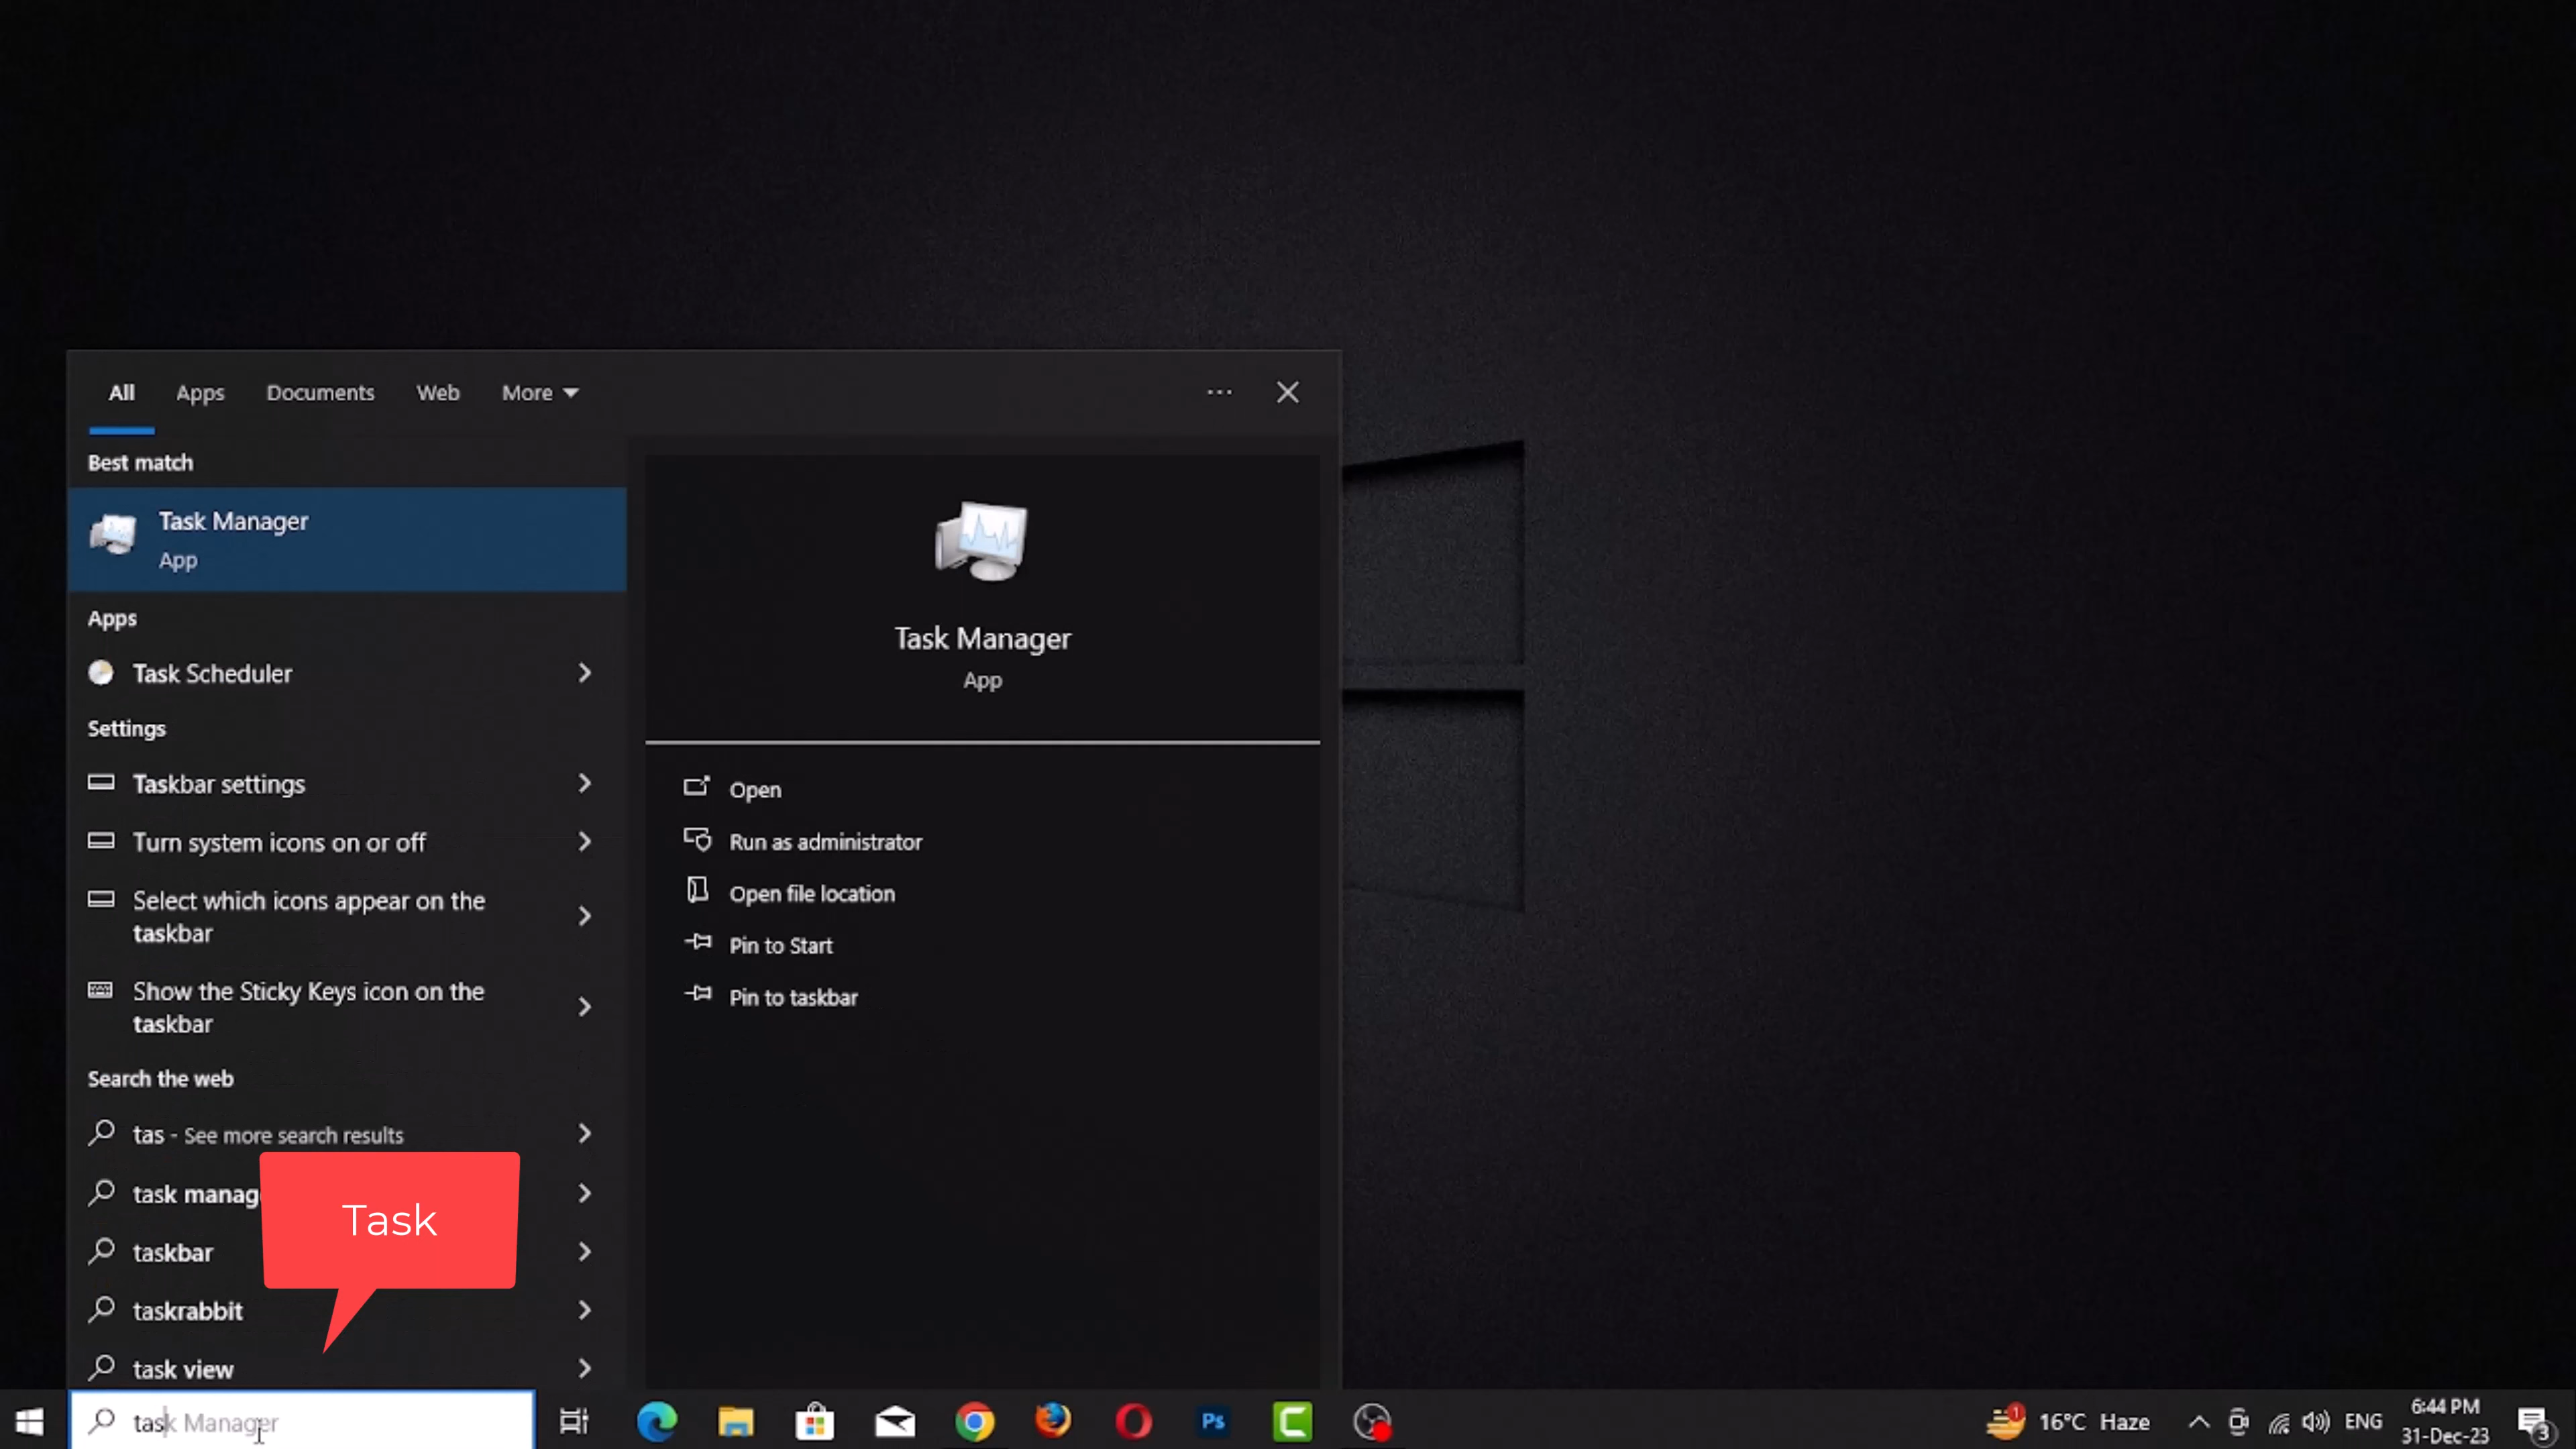 All Apps Documents Web More
Best match
Task Manager
App
Apps
Task Scheduler
Settings
Taskbar settings
Turn system icons on or off
Select which icons appear on the
taskbar
Show the Sticky Keys icon on the
taskbar
Search the web
tas - See more search results
task manag
taskbar
taskrabbit
task view
Task
Task Manager
App
Open
Run as administrator
Open file location
Pin to Start
Pin to taskbar
task Manager
Ps
1
16°C Haze
ENG
6:44 PM
31-Dec-23
3